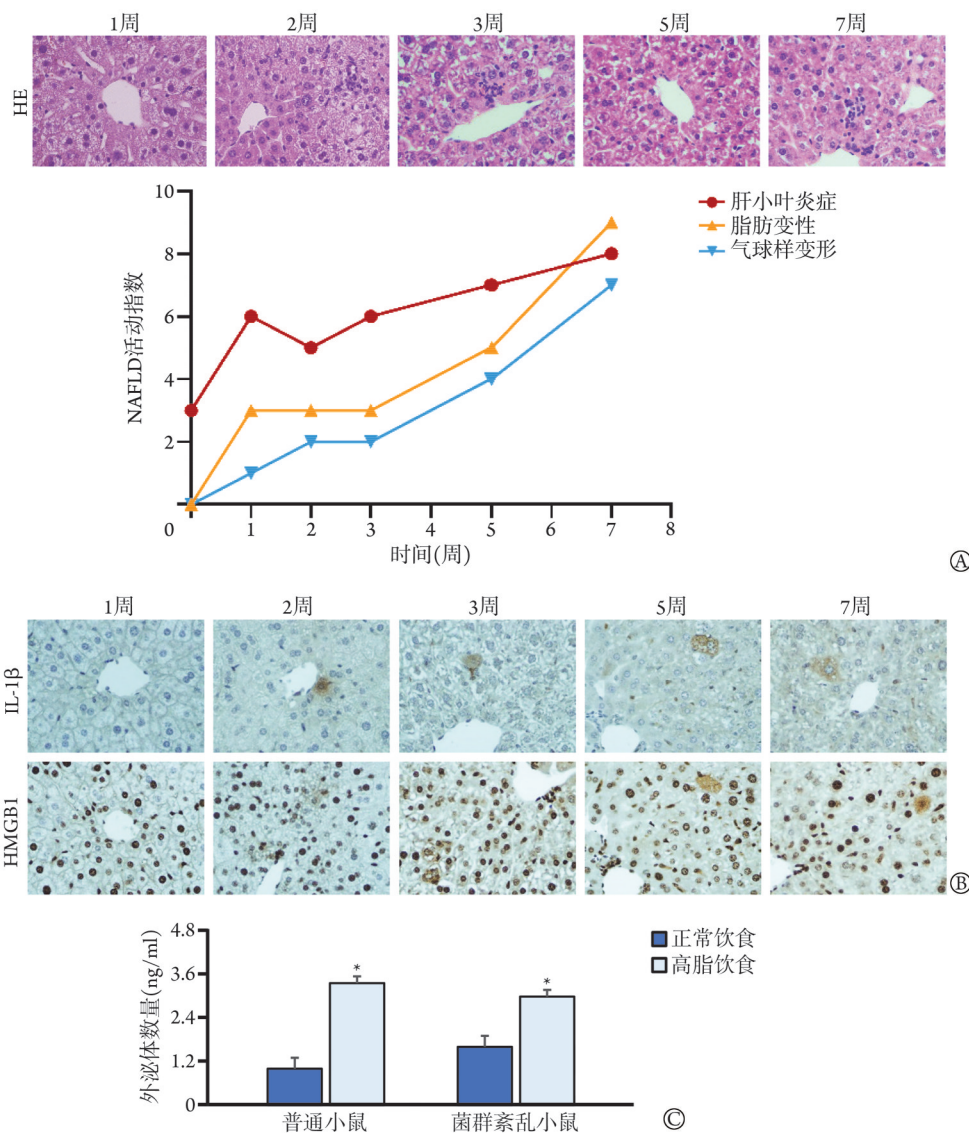 1周 2周 3周 5周 7周
HE
10
8
6
4
2
0 1 2 3 4 5 6 7 8
NAFLD活动指数
时间(周)
肝小叶炎症
脂肪变性
气球样变形
Ⓐ
1周 2周 3周 5周 7周
IL-1β
HMGB1
Ⓑ
4.8
3.6
2.4
1.2
0
外泌体数量(ng/ml)
* *
普通小鼠 菌群紊乱小鼠
正常饮食
高脂饮食
Ⓒ